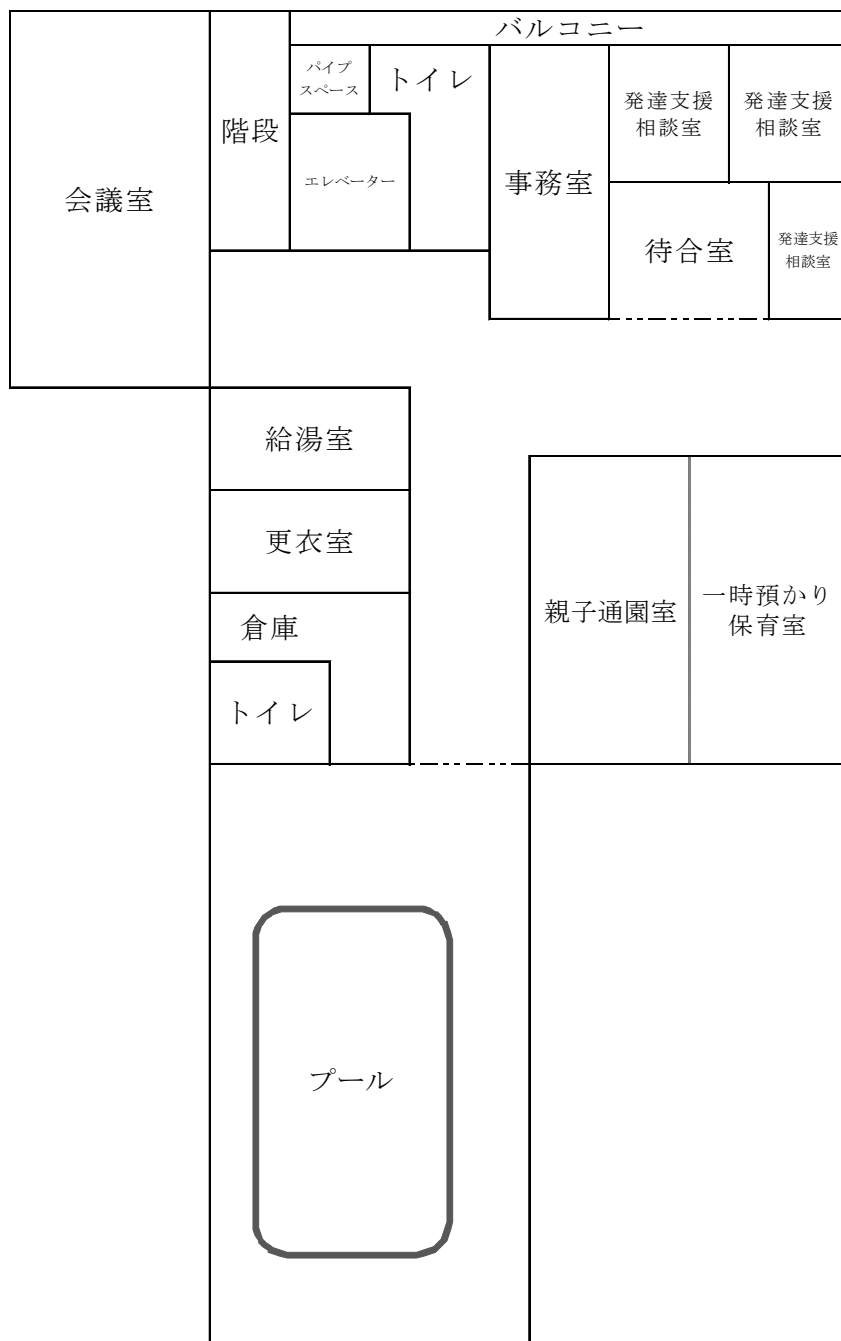 バルコニー
パイプ
スペース
トイレ
発達支援
相談室
発達支援
相談室
階段
会議室
エレベーター
事務室
待合室
発達支援
相談室
給湯室
更衣室
倉庫
トイレ
親子通園室
一時預かり
保育室
プール